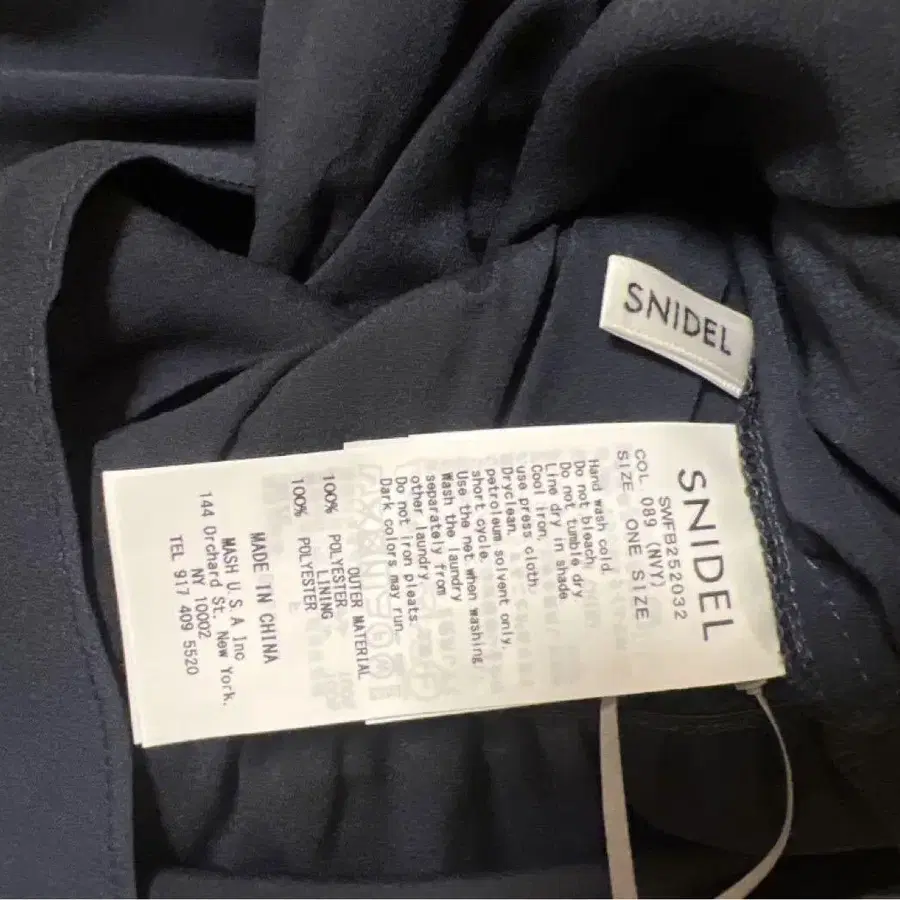 SNIDEL
SNIDEL
SWFB252032
COL 089 (NVY)
SIZE ONE SIZE
Hand wash cold.
Do not bleach.
Do not tumble dry
Line dry in shade
Cool iron,
use press cloth.
Dryclean,
petroleum solvent only,
short cycle.
Use the net when washing.
Wash the laundry
separately from
other laundry.
Do not iron pleats.
Dark colors may run.
OUTER MATERIAL
100% POLYESTER
LINING
100% POLYESTER
MADE IN CHINA
MASH U.S.A Inc
144 Orchard St. New York.
NY 10002
TEL 917 409 5520